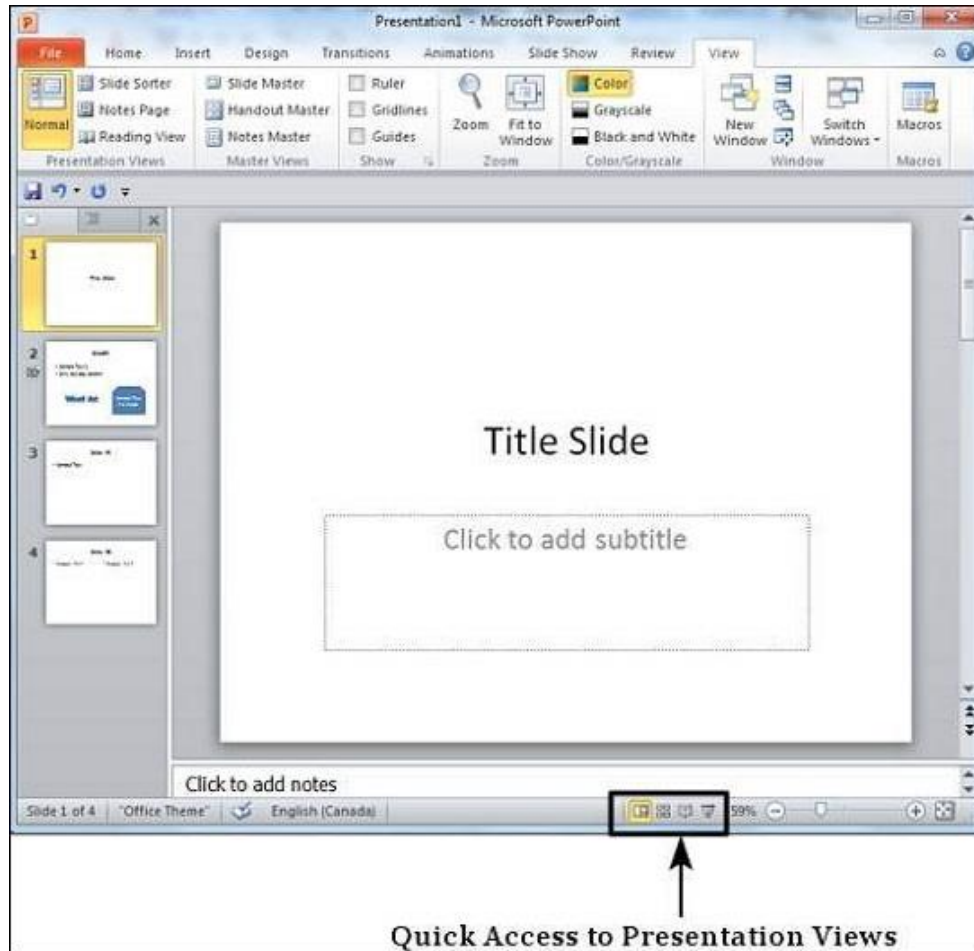 Presentation1 - Microsoft PowerPoint
File Home Insert Design Transitions Animations Slide Show Review View
Normal
Slide Sorter
Notes Page
Reading View
Presentation Views
Slide Master
Handout Master
Notes Master
Master Views
Ruler
Gridlines
Guides
Show
Zoom
Fit to
Window
Zoom
Color
Grayscale
Black and White
Color/Grayscale
New
Window
Switch
Windows
Window
Macros
Macros
1
Title Slide
2
Word Art
3
4
Title Slide
Click to add subtitle
Click to add notes
Slide 1 of 4 "Office Theme" English (Canada) 59%
Quick Access to Presentation Views